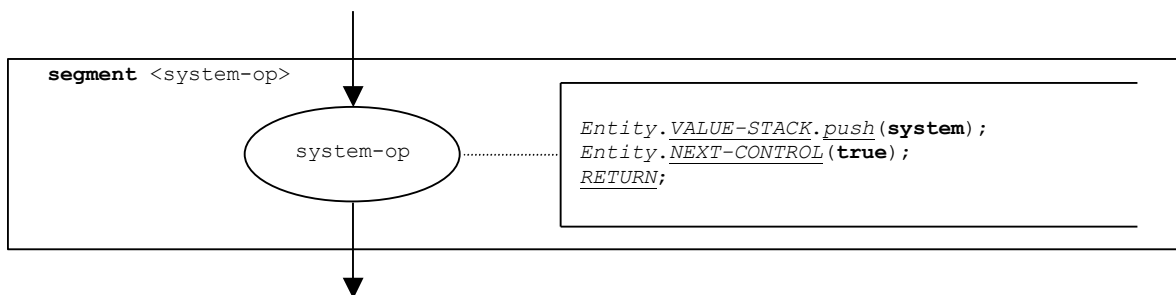 segment <system-op>
system-op
Entity.VALUE-STACK.push(system);
Entity.NEXT-CONTROL(true);
RETURN;